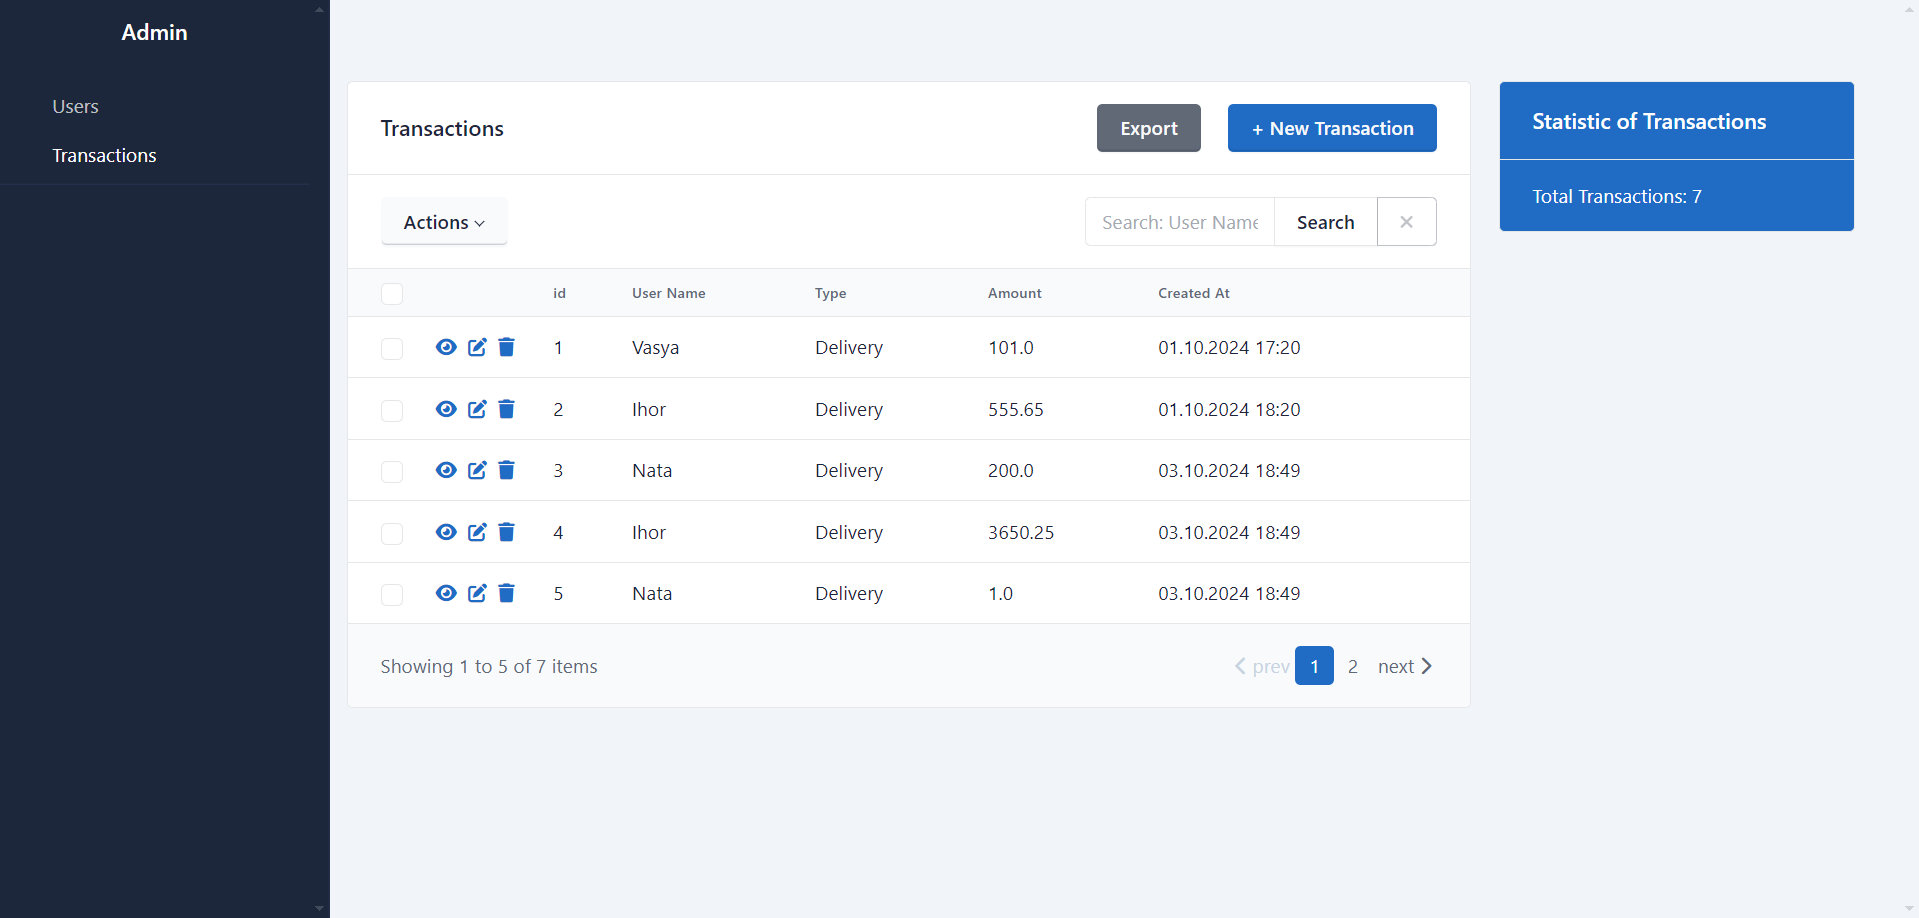 Admin
Users
Transactions
Transactions
Export
+ New Transaction
Actions
Search: User Name
Search
id User Name Type Amount Created At
1 Vasya Delivery 101.0 01.10.2024 17:20
2 Ihor Delivery 555.65 01.10.2024 18:20
3 Nata Delivery 200.0 03.10.2024 18:49
4 Ihor Delivery 3650.25 03.10.2024 18:49
5 Nata Delivery 1.0 03.10.2024 18:49
Showing 1 to 5 of 7 items
prev 1 2 next
Statistic of Transactions
Total Transactions: 7